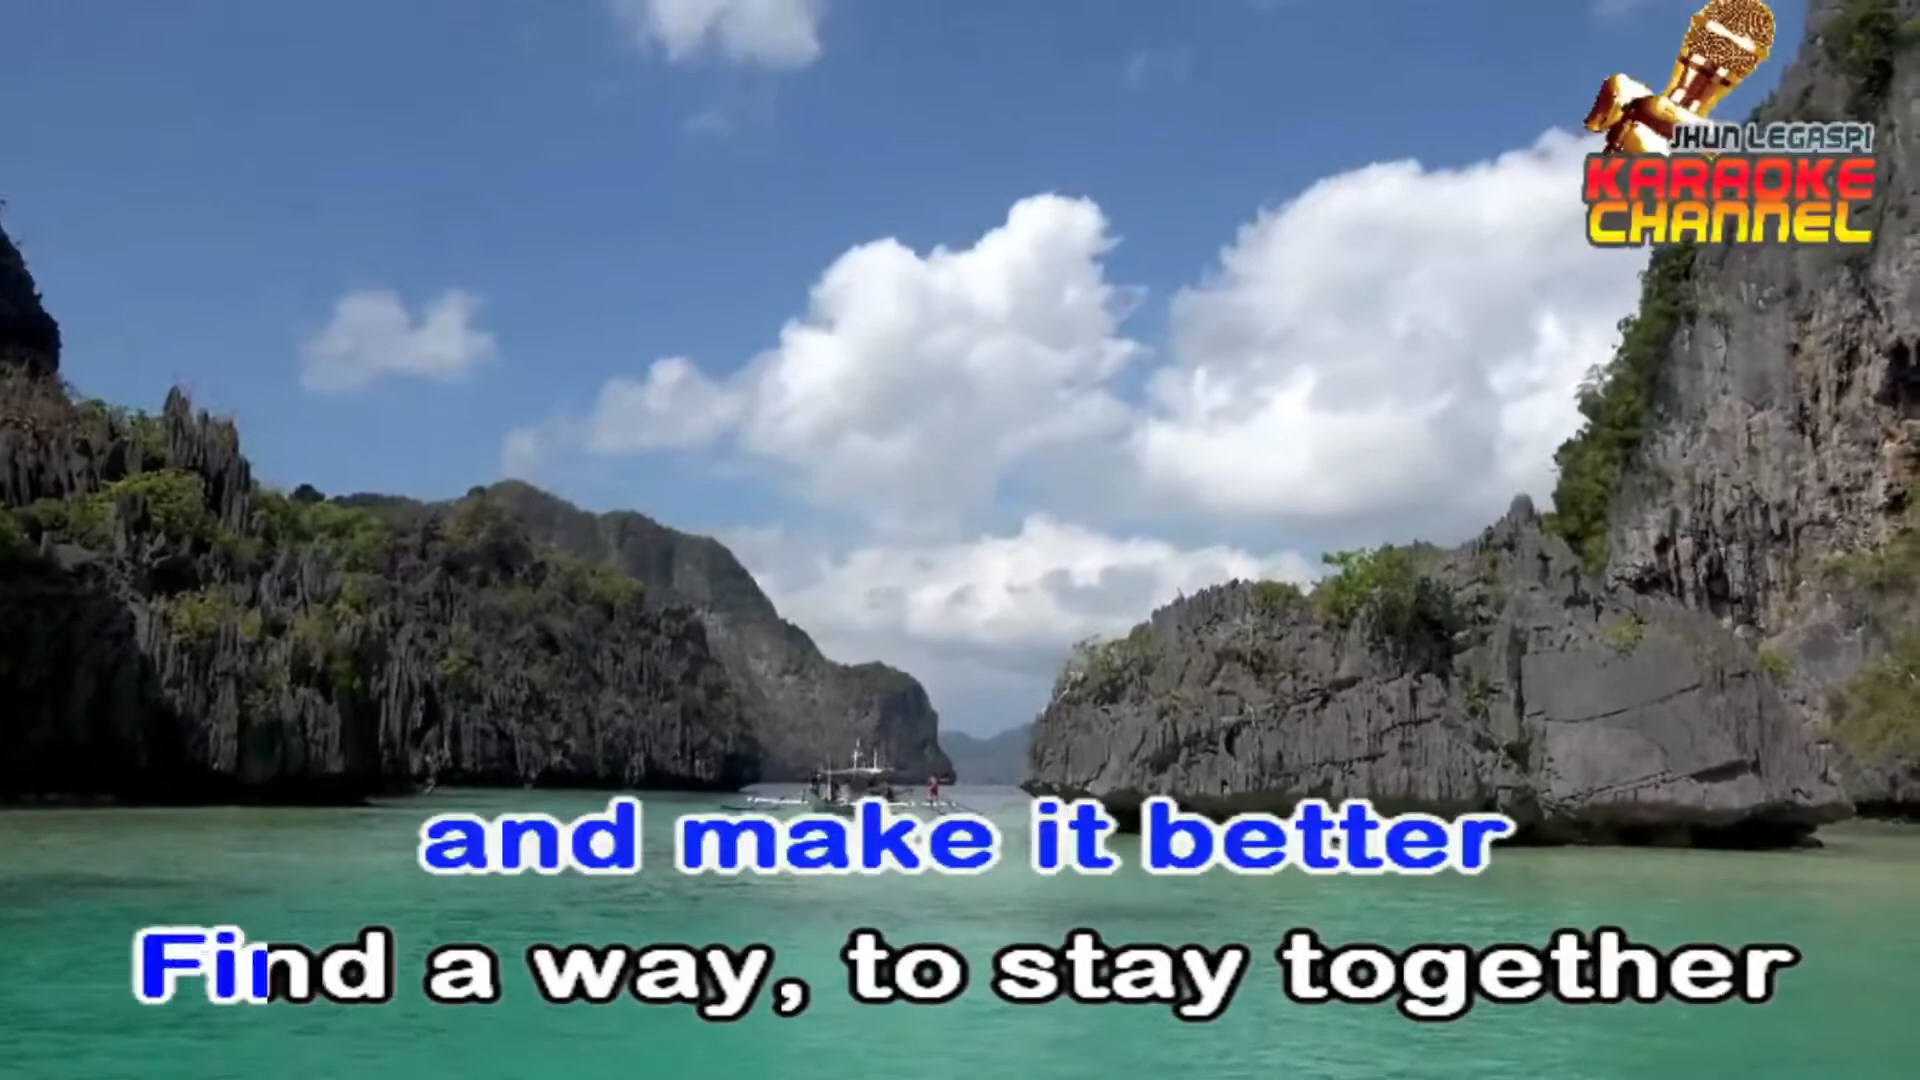 JHUN LEGASPI
KARAOKE
CHANNEL
and make it better
Find a way, to stay together